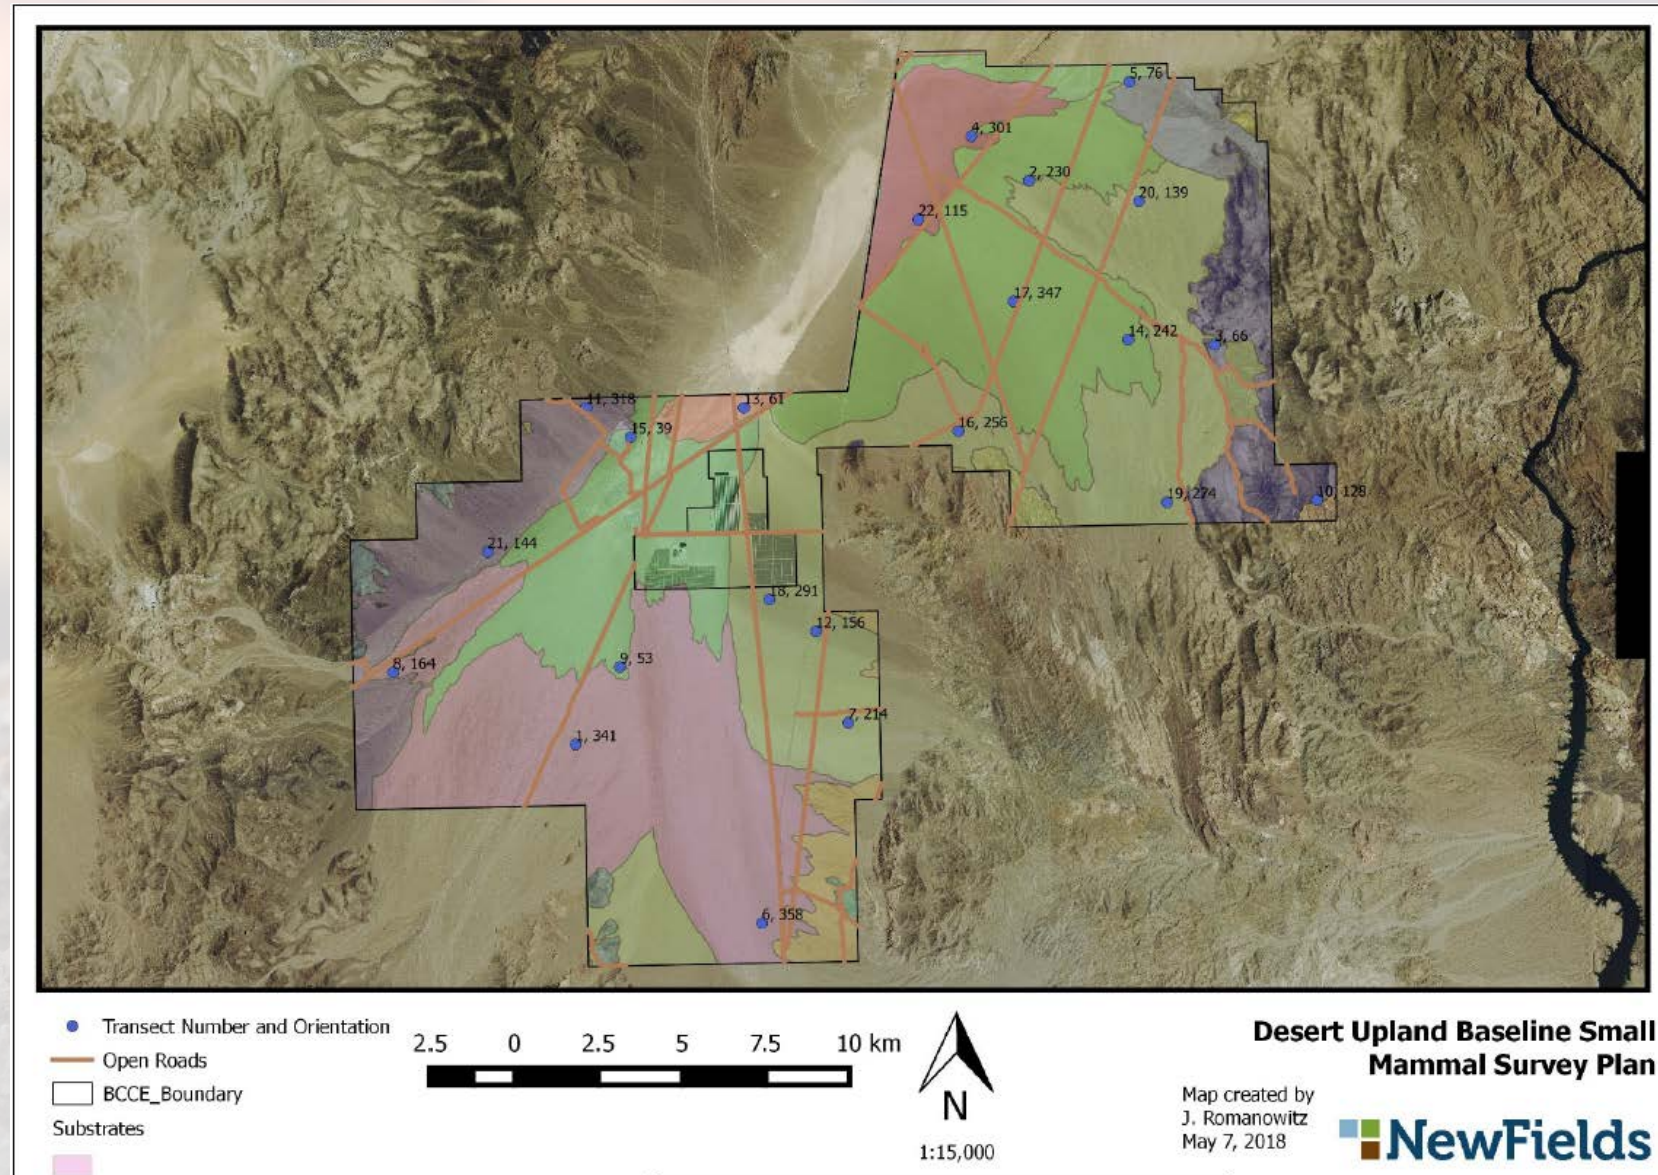 5, 76
4, 301
2, 230
20, 139
22, 115
17, 347
14, 242
3, 66
11, 318
13, 61
15, 39
16, 256
19, 274
10, 128
21, 144
18, 291
12, 156
8, 164
9, 53
7, 214
1, 341
6, 358
Transect Number and Orientation
Open Roads
BCCE_Boundary
Substrates
2.5 0 2.5 5 7.5 10 km
N
1:15,000
Desert Upland Baseline Small
Mammal Survey Plan
Map created by
J. Romanowitz
May 7, 2018
NewFields